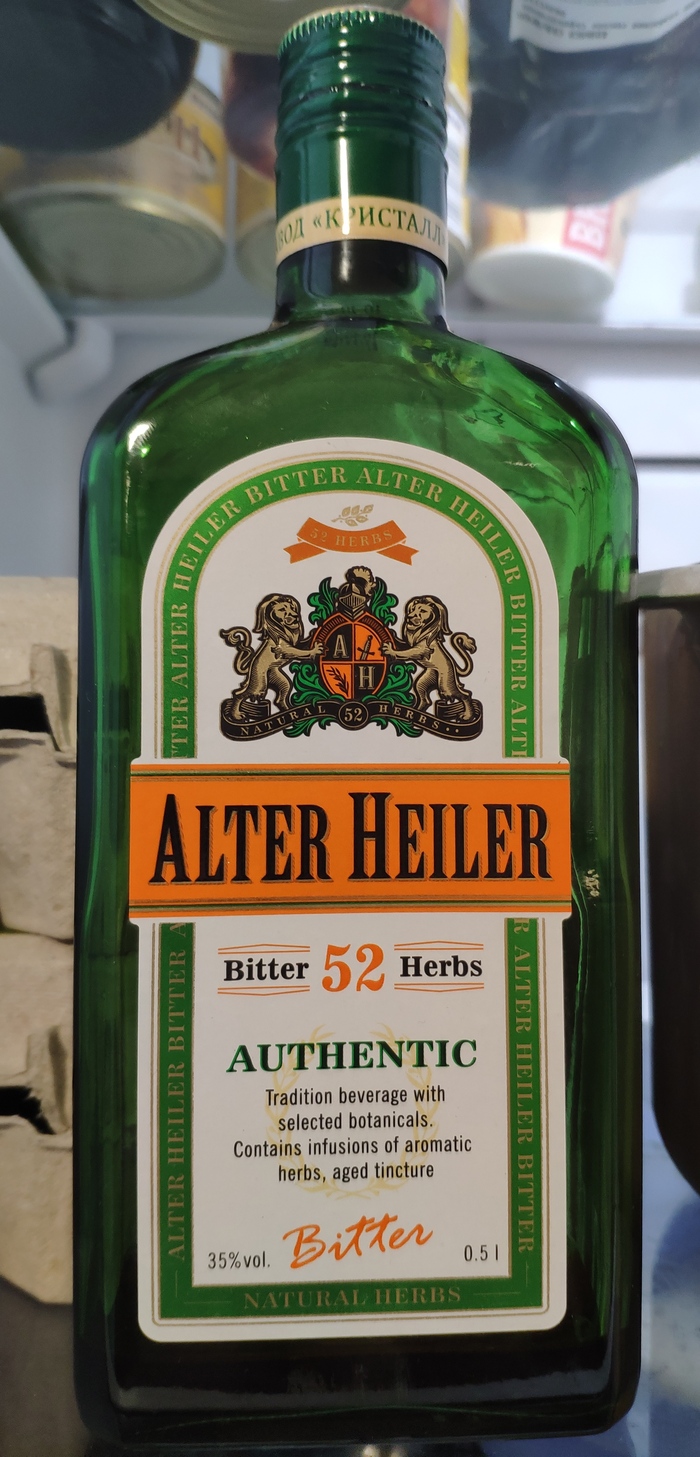 «КРИСТАЛЛ
BITTER ALTER HEILER BITTER ALTER HEILER BITTER
52 HERBS
A
H
NATURAL 52 HERBS
ALTER HEILER
Bitter 52 Herbs
AUTHENTIC
Tradition beverage with
selected botanicals.
Contains infusions of aromatic
herbs, aged tincture
Bitter
35%vol.
0.5 l
ALTER HEILER BITTER
ALTER HEILER BITTER
NATURAL HERBS